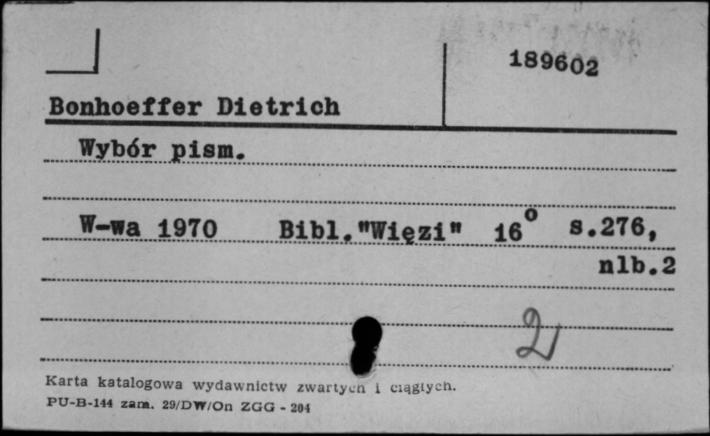 189602
Bonhoeffer Dietrich
Wybór pism.
W-wa 1970 Bibl."Więzi" 16° s.276,
nlb.2
2
Karta katalogowa wydawnictw zwartych i ciągłych.
PU-B-144 zam. 29/DW/On ZGG - 204